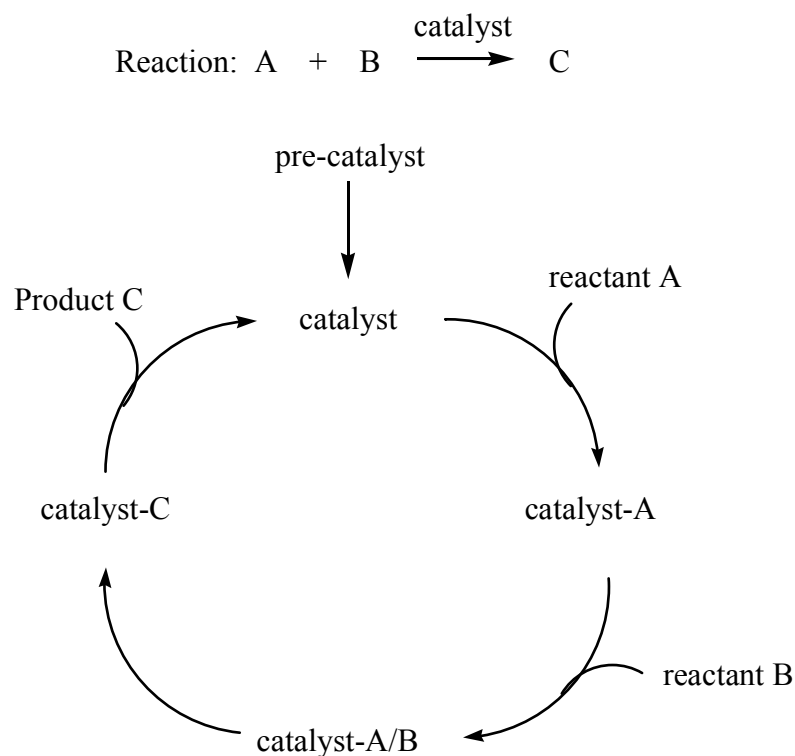 catalyst
Reaction: A + B C
pre-catalyst
reactant A
Product C
catalyst
catalyst-C
catalyst-A
reactant B
catalyst-A/B